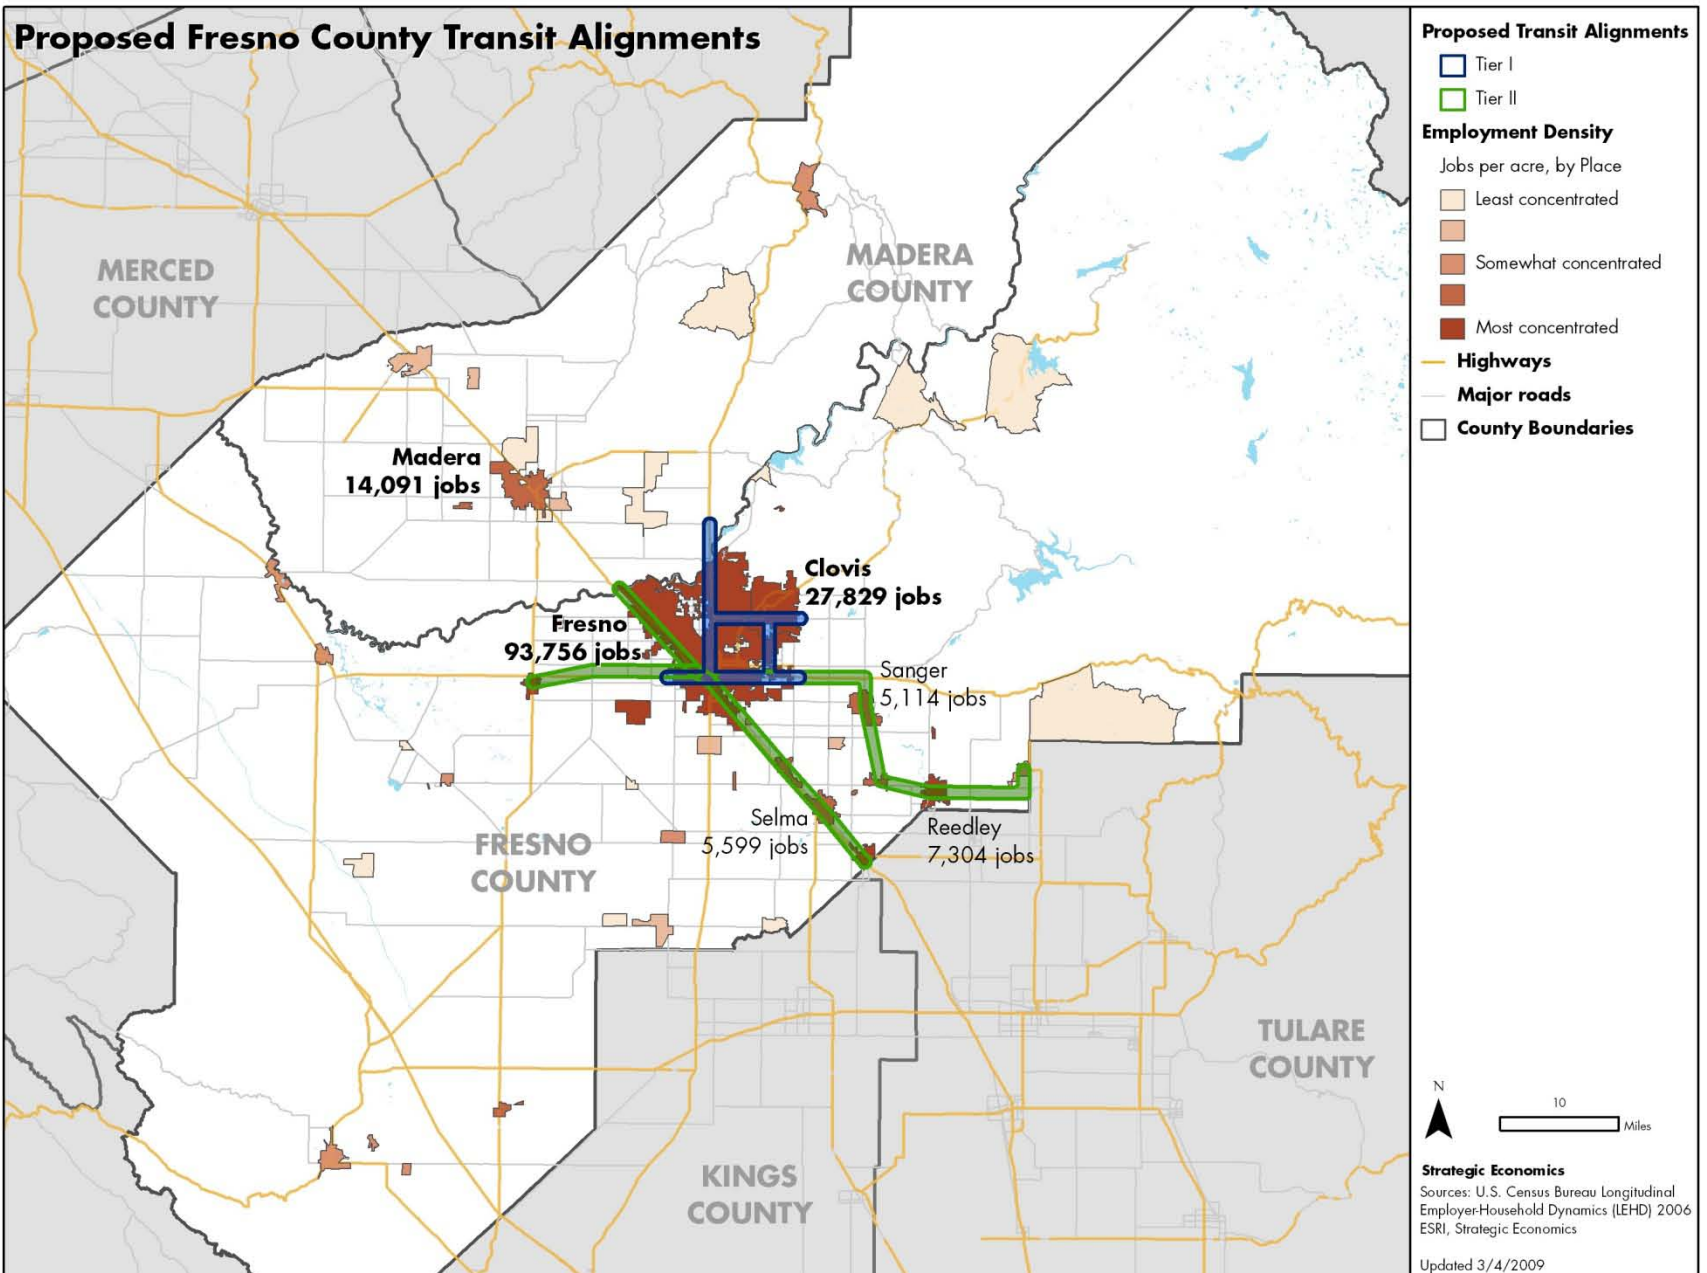 Proposed Fresno County Transit Alignments
MERCED
COUNTY
MADERA
COUNTY
Madera
14,091 jobs
Clovis
27,829 jobs
Fresno
93,756 jobs
Sanger
5,114 jobs
Selma
5,599 jobs
Reedley
7,304 jobs
FRESNO
COUNTY
TULARE
COUNTY
KINGS
COUNTY
Proposed Transit Alignments
Tier I
Tier II
Employment Density
Jobs per acre, by Place
Least concentrated
Somewhat concentrated
Most concentrated
Highways
Major roads
County Boundaries
N
10
Miles
Strategic Economics
Sources: U.S. Census Bureau Longitudinal
Employer-Household Dynamics (LEHD) 2006
ESRI, Strategic Economics
Updated 3/4/2009